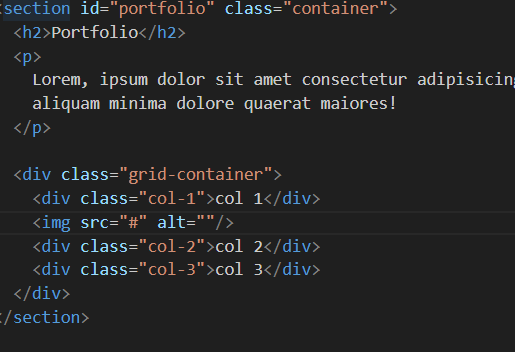 <section id="portfolio" class="container">
<h2>Portfolio</h2>
<p>
Lorem, ipsum dolor sit amet consectetur adipisicing
aliquam minima dolore quaerat maiores!
</p>
<div class="grid-container">
<div class="col-1">col 1</div>
<img src="#" alt=""/>
<div class="col-2">col 2</div>
<div class="col-3">col 3</div>
</div>
</section>